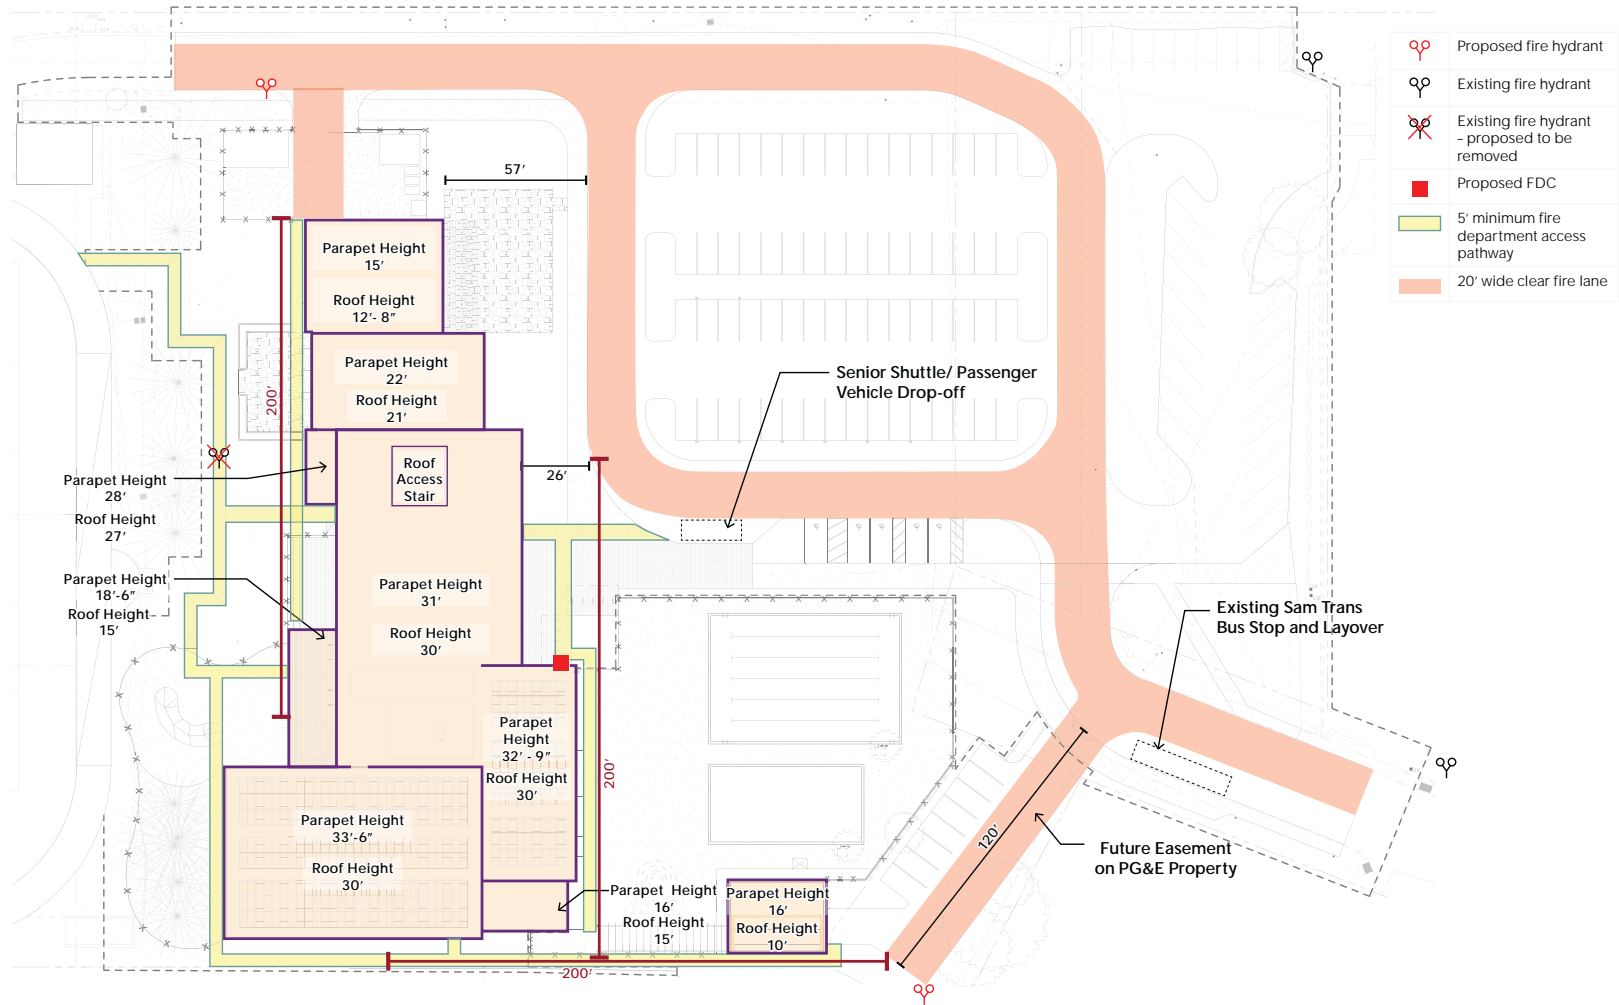 Proposed fire hydrant
Existing fire hydrant
Existing fire hydrant
– proposed to be
removed
Proposed FDC
5' minimum fire
department access
pathway
20' wide clear fire lane
57'
Parapet Height
15'
Roof Height
12'- 8"
Parapet Height
22'
Roof Height
21'
200'
Senior Shuttle/ Passenger
Vehicle Drop-off
Roof
Access
Stair
26'
Parapet Height
28'
Roof Height
27'
Parapet Height
18'-6"
Roof Height
15'
Parapet Height
31'
Roof Height
30'
Existing Sam Trans
Bus Stop and Layover
Parapet
Height
32' - 9"
Roof Height
30'
200'
Parapet Height
33'-6"
Roof Height
30'
120'
Future Easement
on PG&E Property
Parapet Height
16'
Roof Height
15'
Parapet Height
16'
Roof Height
10'
200'